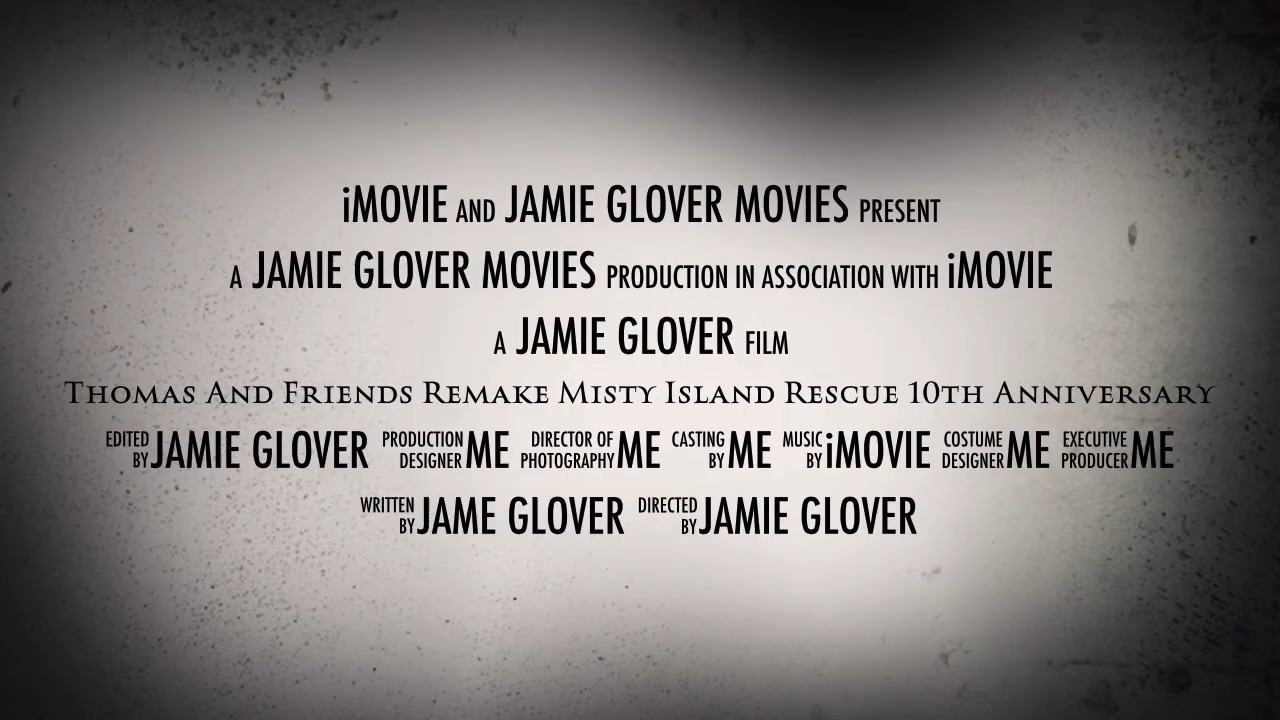 iMOVIE AND JAMIE GLOVER MOVIES PRESENT
A JAMIE GLOVER MOVIES PRODUCTION IN ASSOCIATION WITH iMOVIE
A JAMIE GLOVER FILM
THOMAS AND FRIENDS REMAKE MISTY ISLAND RESCUE 10TH ANNIVERSARY
EDITED BY JAMIE GLOVER PRODUCTION DESIGNER ME DIRECTOR OF PHOTOGRAPHY ME CASTING BY ME MUSIC BY iMOVIE COSTUME DESIGNER ME EXECUTIVE PRODUCER ME
WRITTEN BY JAME GLOVER DIRECTED BY JAMIE GLOVER